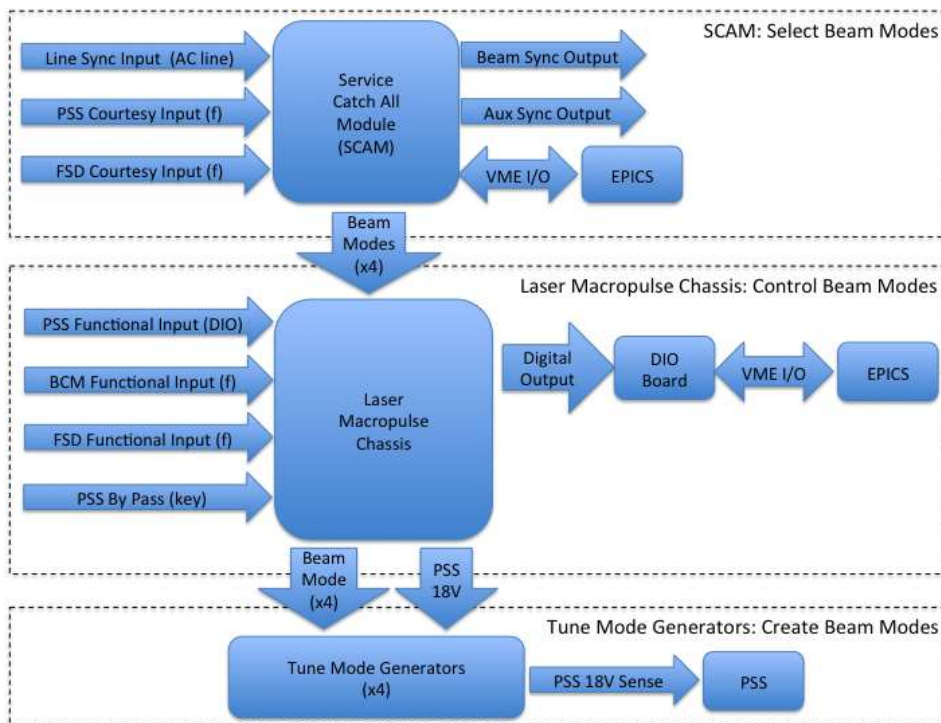 SCAM: Select Beam Modes
Line Sync Input (AC line)
PSS Courtesy Input (f)
FSD Courtesy Input (f)
Service
Catch All
Module
(SCAM)
Beam Sync Output
Aux Sync Output
VME I/O
EPICS
Beam
Modes
(x4)
Laser Macropulse Chassis: Control Beam Modes
PSS Functional Input (DIO)
BCM Functional Input (f)
FSD Functional Input (f)
PSS By Pass (key)
Laser
Macropulse
Chassis
Digital
Output
DIO
Board
VME I/O
EPICS
Beam
Mode
(x4)
PSS
18V
Tune Mode Generators: Create Beam Modes
Tune Mode Generators
(x4)
PSS 18V Sense
PSS